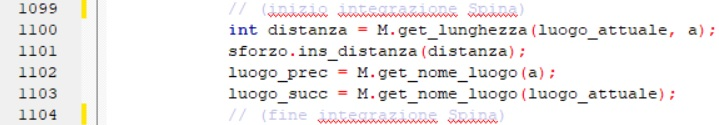 1099 // (inizio integrazione Spina)
1100 int distanza = M.get_lunghezza(luogo_attuale, a);
1101 sforzo.ins_distanza(distanza);
1102 luogo_prec = M.get_nome_luogo(a);
1103 luogo_succ = M.get_nome_luogo(luogo_attuale);
1104 // (fine integrazione Spina)